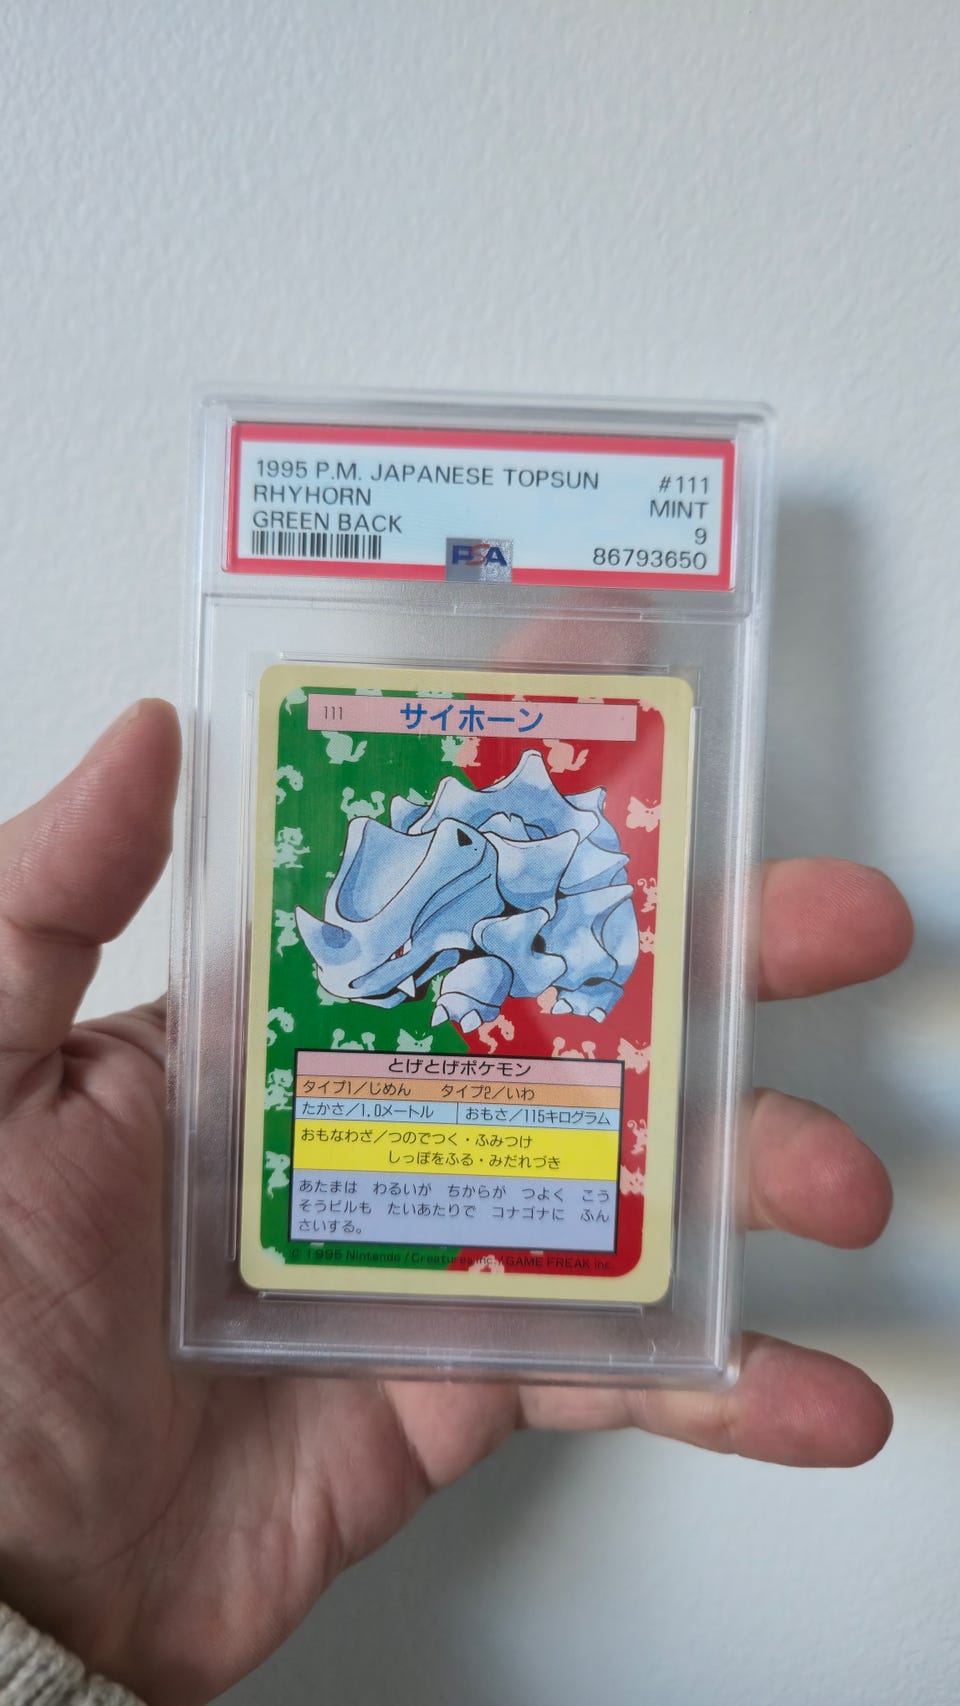 1995 P.M. JAPANESE TOPSUN #111
RHYHORN MINT
GREEN BACK 9
PSA 86793650
111 サイホーン
とげとげポケモン
タイプ1/じめん タイプ2/いわ
たかさ/1.0メートル おもさ/115キログラム
おもなわざ/つのでつく・ふみつけ
しっぽをふる・みだれづき
あたまは わるいが ちからが つよく こう
そうビルも たいあたりで コナゴナに ふん
さいする。
© 1995 Nintendo/Creatures inc./GAME FREAK inc.